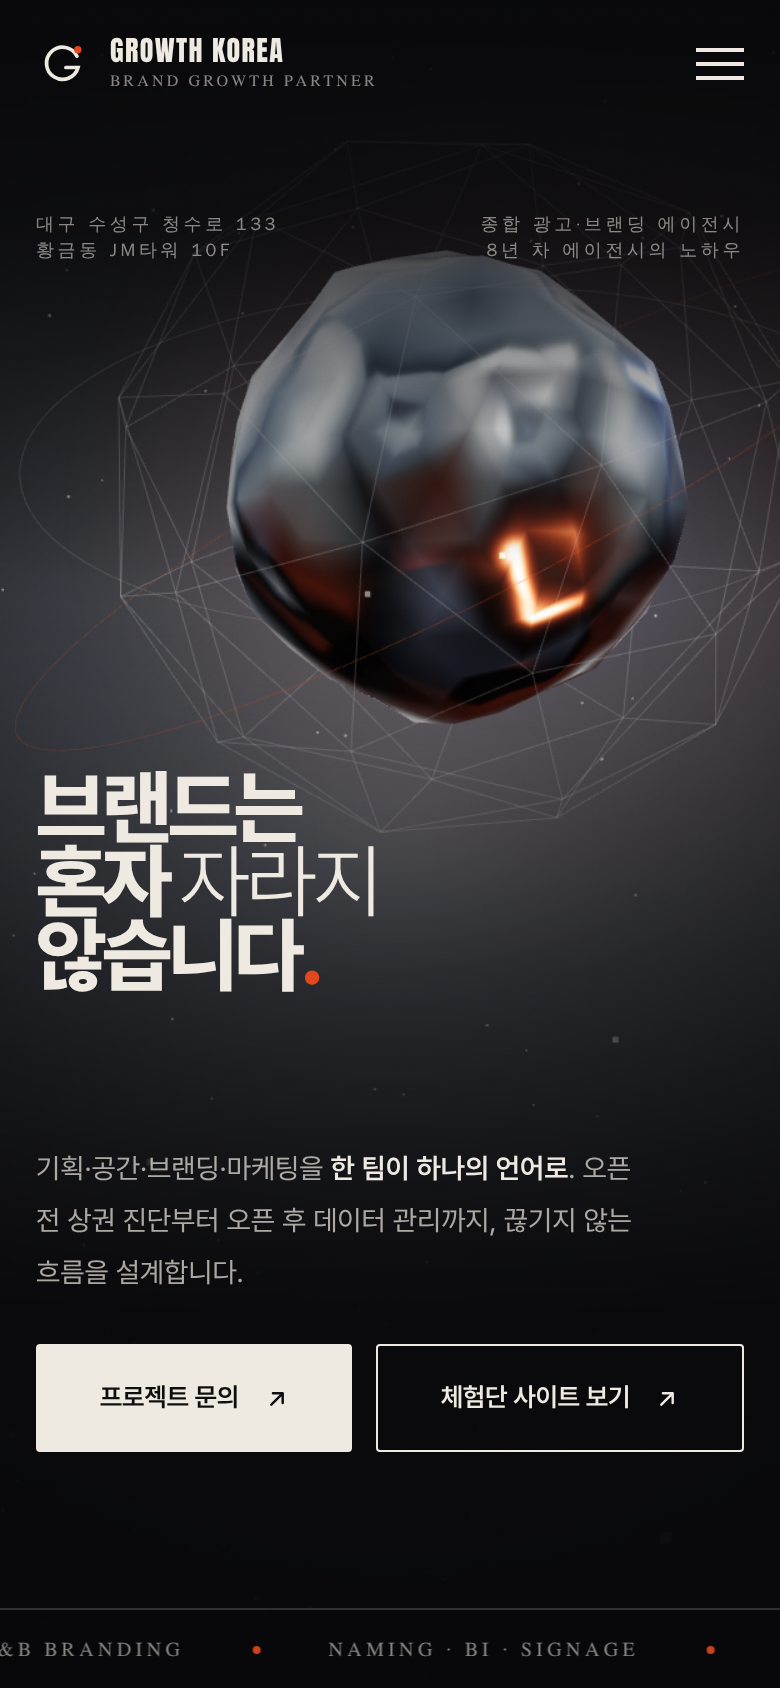 GROWTH KOREA
BRAND GROWTH PARTNER
대구 수성구 청수로 133
황금동 JM타워 10F
종합 광고·브랜딩 에이전시
8년 차 에이전시의 노하우
브랜드는
혼자 자라지
않습니다.
기획·공간·브랜딩·마케팅을 한 팀이 하나의 언어로. 오픈
전 상권 진단부터 오픈 후 데이터 관리까지, 끊기지 않는
흐름을 설계합니다.
프로젝트 문의 ↗
체험단 사이트 보기 ↗
&B BRANDING • NAMING · BI · SIGNAGE •